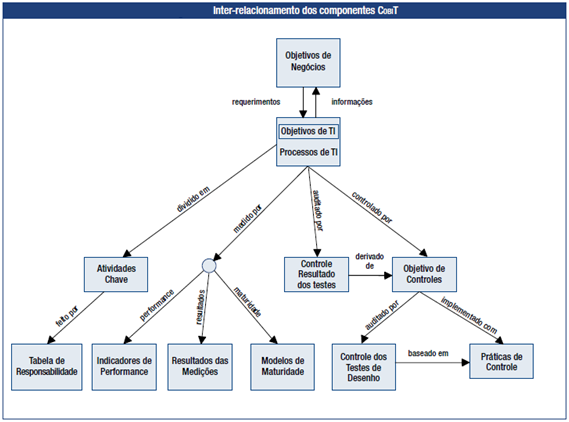 Inter-relacionamento dos componentes COBIT
Objetivos de
Negócios
requerimentos
informações
Objetivos de TI
Processos de TI
dividido em
medido por
auditado por
controlado por
Atividades
Chave
Controle
Resultado
dos testes
derivado
de
Objetivo de
Controles
feito por
performance
resultados
maturidade
auditado por
implementado com
Tabela de
Responsabilidade
Indicadores de
Performance
Resultados das
Medições
Modelos de
Maturidade
Controle dos
Testes de
Desenho
baseado em
Práticas de
Controle